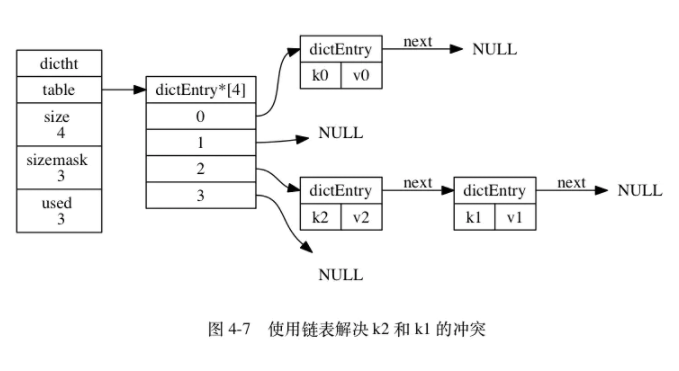 dictht
table
size
4
sizemask
3
used
3
dictEntry*[4]
0
1
2
3
dictEntry
k0 v0
next
NULL
NULL
dictEntry
k2 v2
next
dictEntry
k1 v1
next
NULL
NULL
图 4-7 使用链表解决 k2 和 k1 的冲突